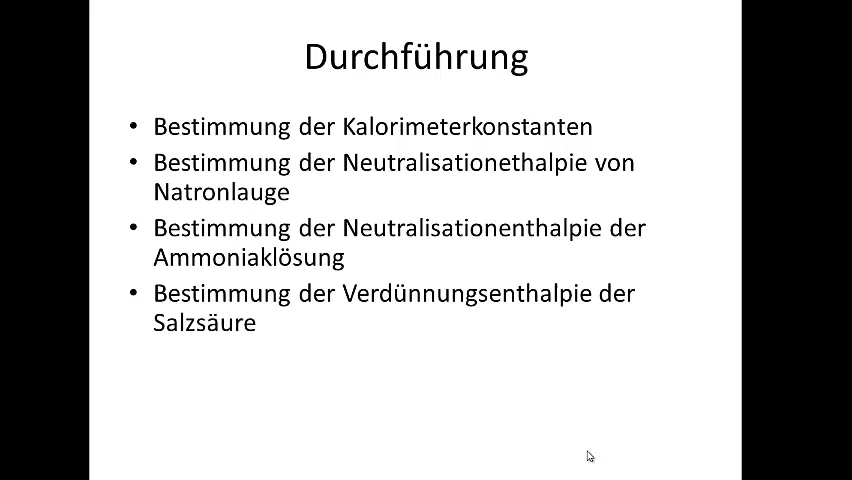 Durchführung
• Bestimmung der Kalorimeterkonstanten
• Bestimmung der Neutralisationethalpie von
Natronlauge
• Bestimmung der Neutralisationenthalpie der
Ammoniaklösung
• Bestimmung der Verdünnungsenthalpie der
Salzsäure